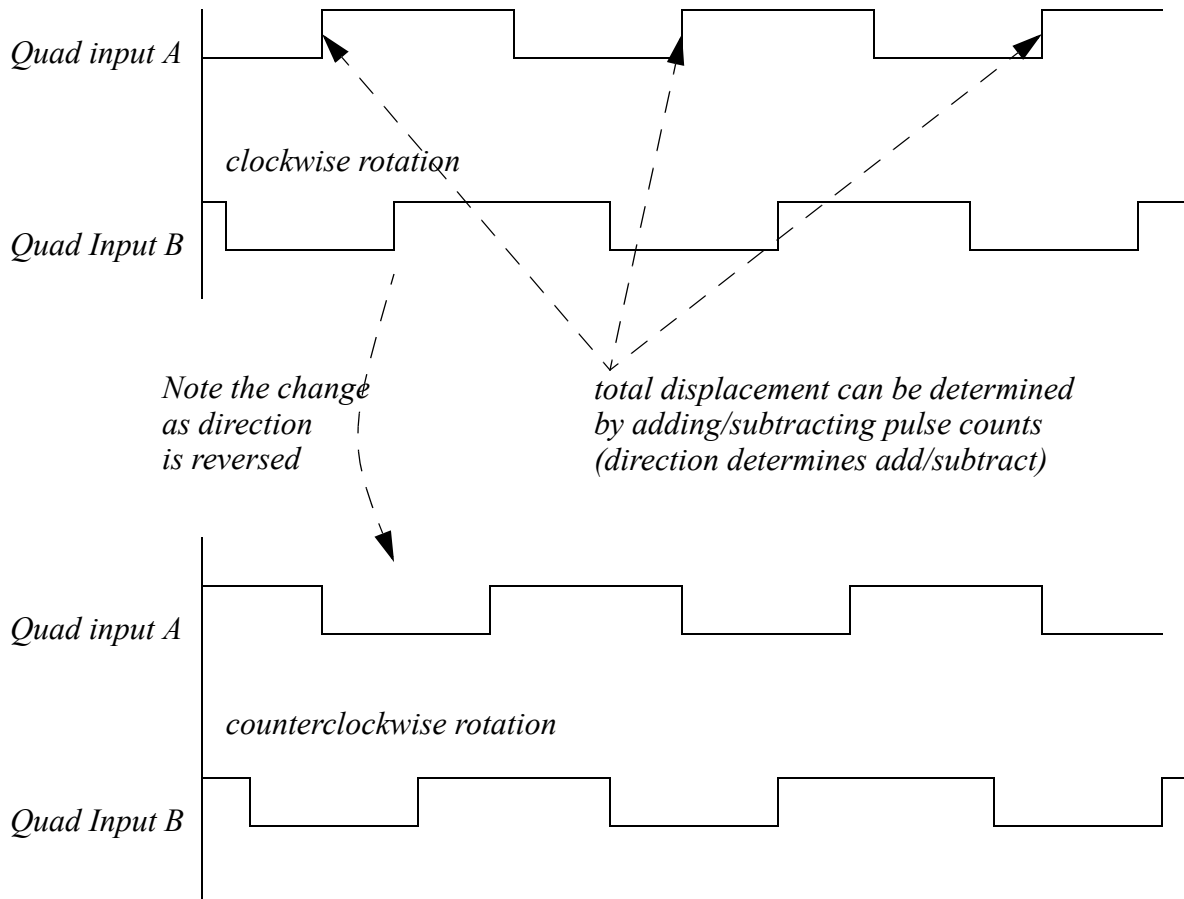 Quad input A
clockwise rotation
Quad Input B
Note the change
as direction
is reversed
total displacement can be determined
by adding/subtracting pulse counts
(direction determines add/subtract)
Quad input A
counterclockwise rotation
Quad Input B